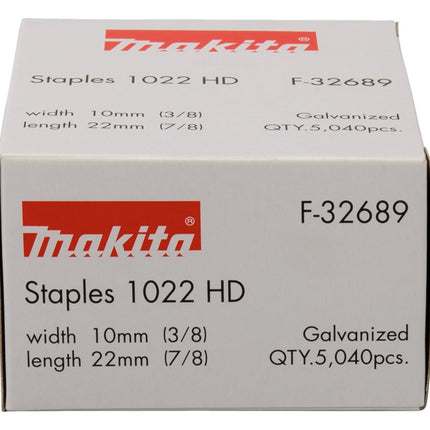 Makita®
Staples 1022 HD F-32689
width 10mm (3/8) Galvanized
length 22mm (7/8) QTY.5,040pcs.
Makita®
F-32689
Staples 1022 HD
width 10mm (3/8) Galvanized
length 22mm (7/8) QTY.5,040pcs.